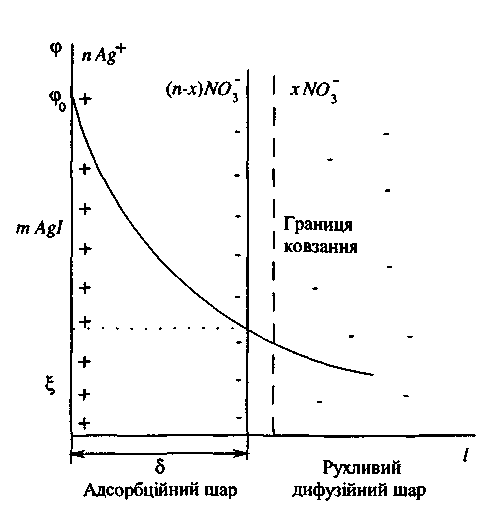 φ
n Ag⁺
(n-x)NO₃⁻
x NO₃⁻
φ₀
m AgI
Границя
ковзання
ξ
δ
l
Адсорбційний шар
Рухливий
дифузійний шар